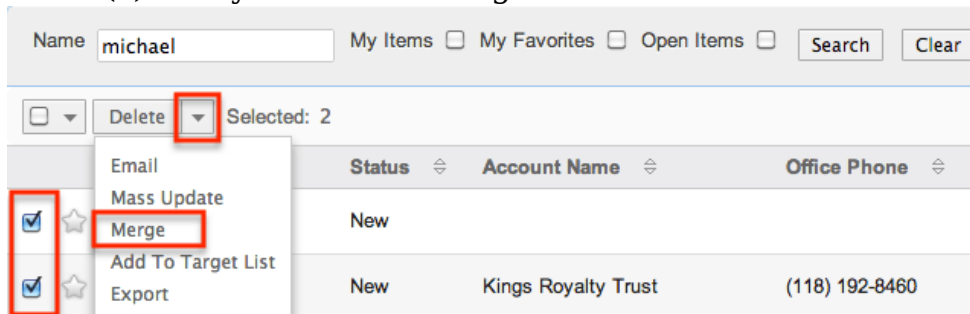 Name michael My Items My Favorites Open Items Search Clear
Delete Selected: 2
Email
Status Account Name Office Phone
Mass Update
Merge
New
Add To Target List
Export
New Kings Royalty Trust (118) 192-8460